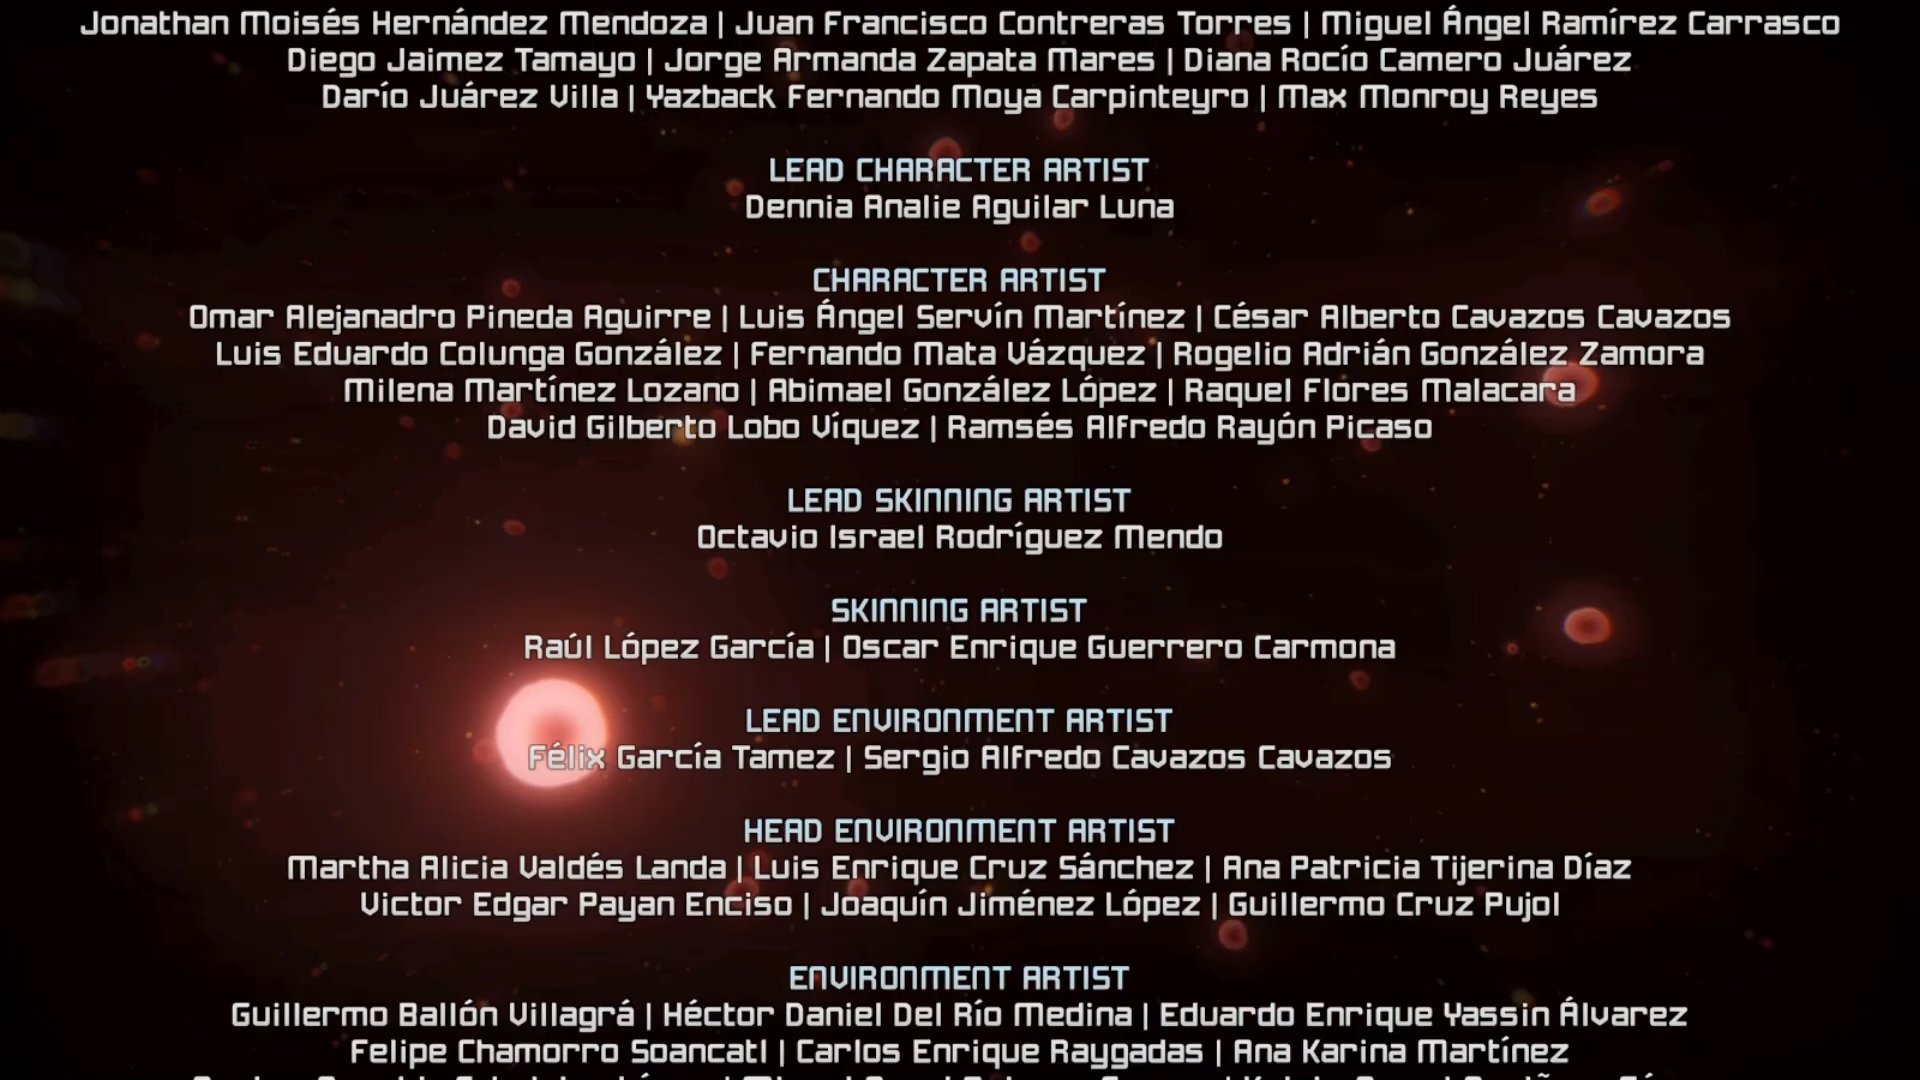 Jonathan Moisés Hernández Mendoza | Juan Francisco Contreras Torres | Miguel Ángel Ramírez Carrasco
Diego Jaimez Tamayo | Jorge Armanda Zapata Mares | Diana Rocío Camero Juárez
Darío Juárez Villa | Yazback Fernando Moya Carpinteyro | Max Monroy Reyes
LEAD CHARACTER ARTIST
Dennia Analie Aguilar Luna
CHARACTER ARTIST
Omar Alejanadro Pineda Aguirre | Luis Ángel Servín Martínez | César Alberto Cavazos Cavazos
Luis Eduardo Colunga González | Fernando Mata Vázquez | Rogelio Adrián González Zamora
Milena Martínez Lozano | Abimael González López | Raquel Flores Malacara
David Gilberto Lobo Víquez | Ramsés Alfredo Rayón Picaso
LEAD SKINNING ARTIST
Octavio Israel Rodríguez Mendo
SKINNING ARTIST
Raúl López García | Oscar Enrique Guerrero Carmona
LEAD ENVIRONMENT ARTIST
Félix García Tamez | Sergio Alfredo Cavazos Cavazos
HEAD ENVIRONMENT ARTIST
Martha Alicia Valdés Landa | Luis Enrique Cruz Sánchez | Ana Patricia Tijerina Díaz
Victor Edgar Payan Enciso | Joaquín Jiménez López | Guillermo Cruz Pujol
ENVIRONMENT ARTIST
Guillermo Ballón Villagrá | Héctor Daniel Del Río Medina | Eduardo Enrique Yassin Álvarez
Felipe Chamorro Soancatl | Carlos Enrique Raygadas | Ana Karina Martínez